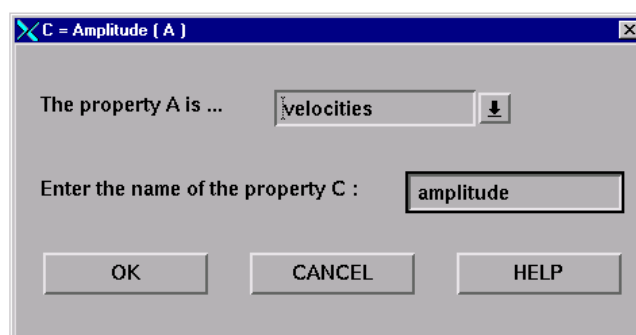 C = Amplitude ( A )
The property A is ...
velocities
Enter the name of the property C :
amplitude
OK CANCEL HELP